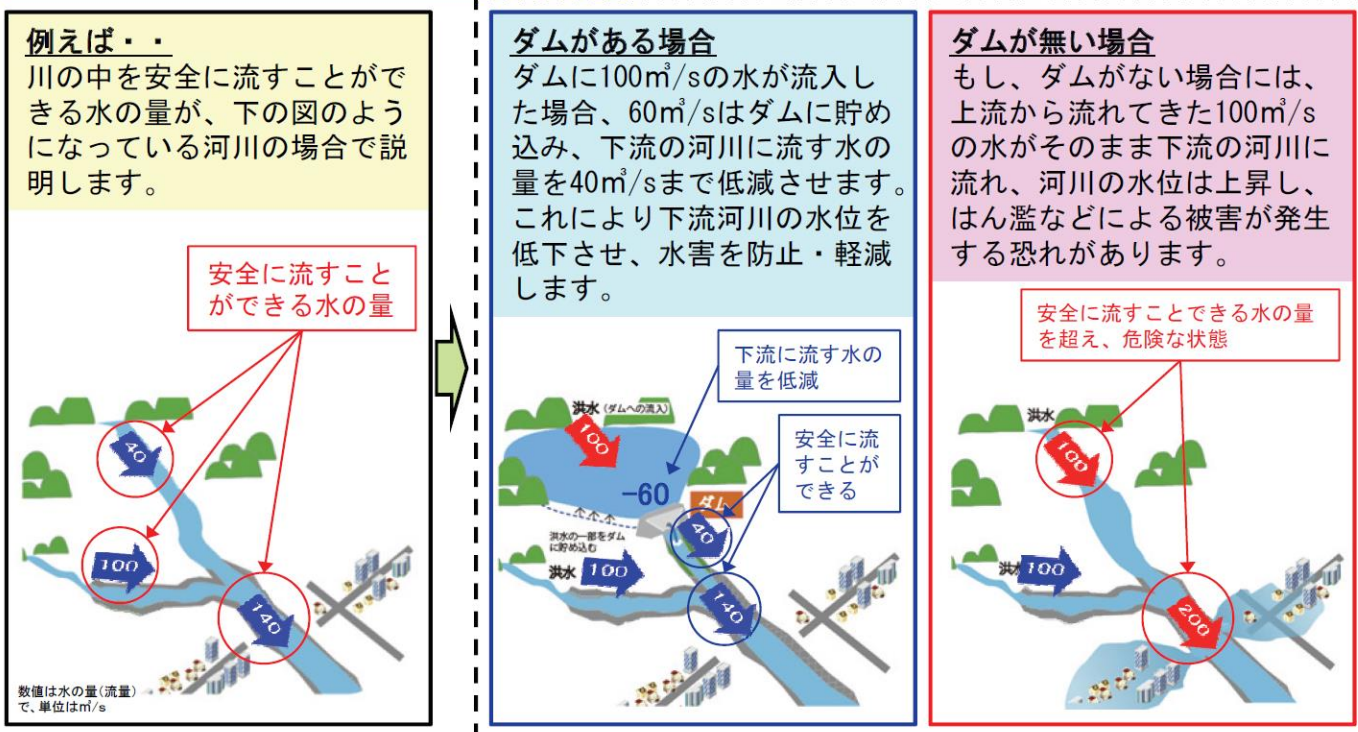 例えば・・
川の中を安全に流すことがで
きる水の量が、下の図のよう
になっている河川の場合で説
明します。
安全に流すこと
ができる水の量
40
100
140
数値は水の量(流量)
で、単位は㎥/s
ダムがある場合
ダムに100㎥/sの水が流入し
た場合、60㎥/sはダムに貯め
込み、下流の河川に流す水の
量を40㎥/sまで低減させます。
これにより下流河川の水位を
低下させ、水害を防止・軽減
します。
下流に流す水の
量を低減
洪水(ダムへの流入)
100
安全に流
すことが
できる
-60
ダム
40
洪水の一部をダム
に貯め込む
洪水
100
140
ダムが無い場合
もし、ダムがない場合には、
上流から流れてきた100㎥/s
の水がそのまま下流の河川に
流れ、河川の水位は上昇し、
はん濫などによる被害が発生
する恐れがあります。
安全に流すことできる水の量
を超え、危険な状態
洪水
100
洪水
100
200